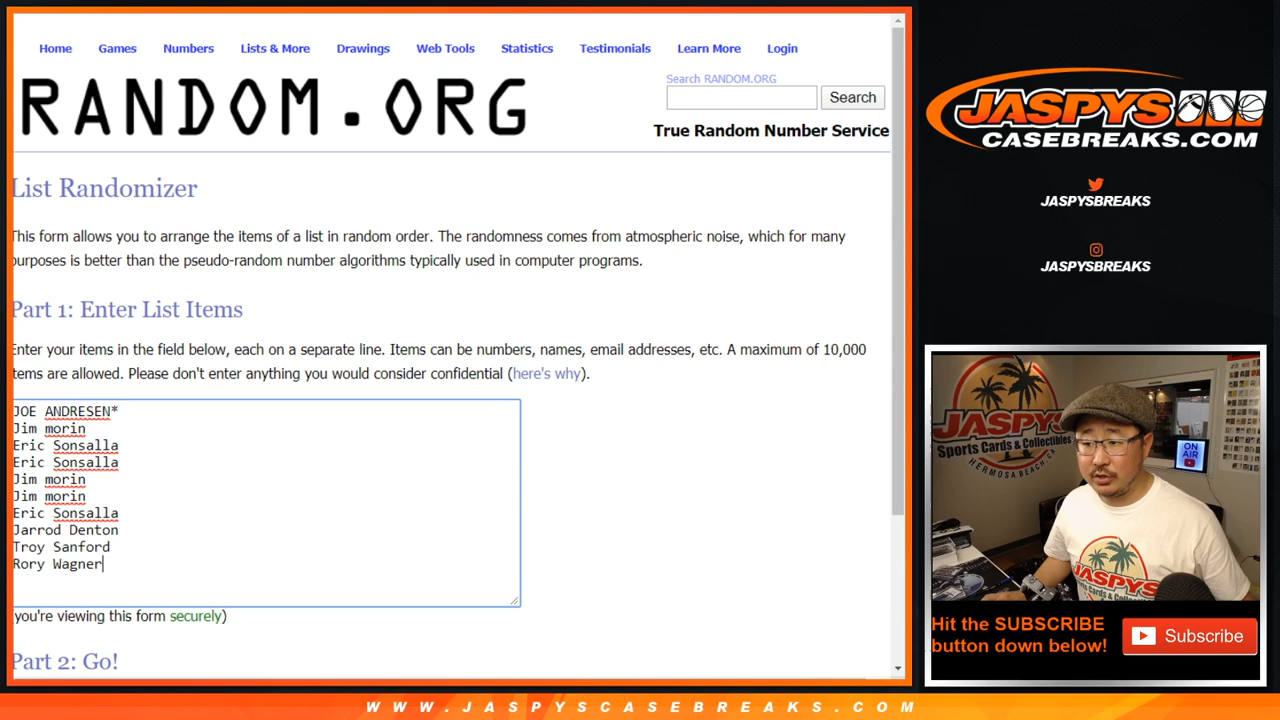 Home Games Numbers Lists & More Drawings Web Tools Statistics Testimonials Learn More Login
RANDOM.ORG
Search RANDOM.ORG
Search
True Random Number Service
List Randomizer
This form allows you to arrange the items of a list in random order. The randomness comes from atmospheric noise, which for many
purposes is better than the pseudo-random number algorithms typically used in computer programs.
Part 1: Enter List Items
Enter your items in the field below, each on a separate line. Items can be numbers, names, email addresses, etc. A maximum of 10,000
items are allowed. Please don't enter anything you would consider confidential (here's why).
JOE ANDRESEN*
Jim morin
Eric Sonsalla
Eric Sonsalla
Jim morin
Jim morin
Eric Sonsalla
Jarrod Denton
Troy Sanford
Rory Wagner
you're viewing this form securely)
Part 2: Go!
JASPYS
CASEBREAKS.COM
JASPYSBREAKS
JASPYSBREAKS
JASPYS
Sports Cards & Collectibles
HERMOSA BEACH, CA
ON
AIR
JASPYS
Hit the SUBSCRIBE
button down below!
Subscribe
WWW.JASPYSCASEBREAKS.COM